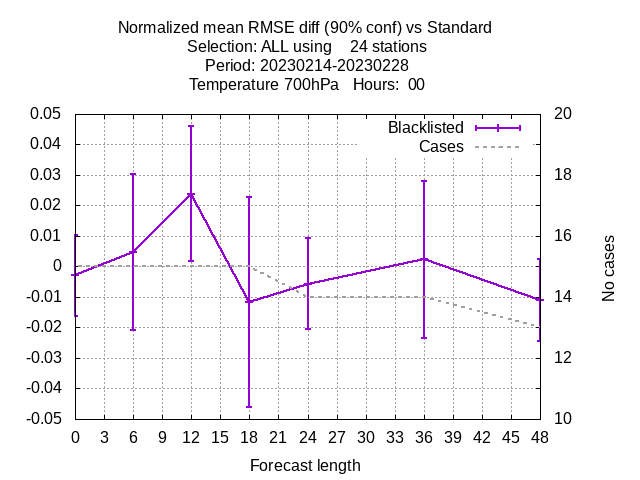 Normalized mean RMSE diff (90% conf) vs Standard
Selection: ALL using    24 stations
Period: 20230214-20230228
Temperature 700hPa   Hours:  00
Blacklisted
Cases
0.05
0.04
0.03
0.02
0.01
0
-0.01
-0.02
-0.03
-0.04
-0.05
20
18
16
14
12
10
No cases
0 3 6 9 12 15 18 21 24 27 30 33 36 39 42 45 48
Forecast length